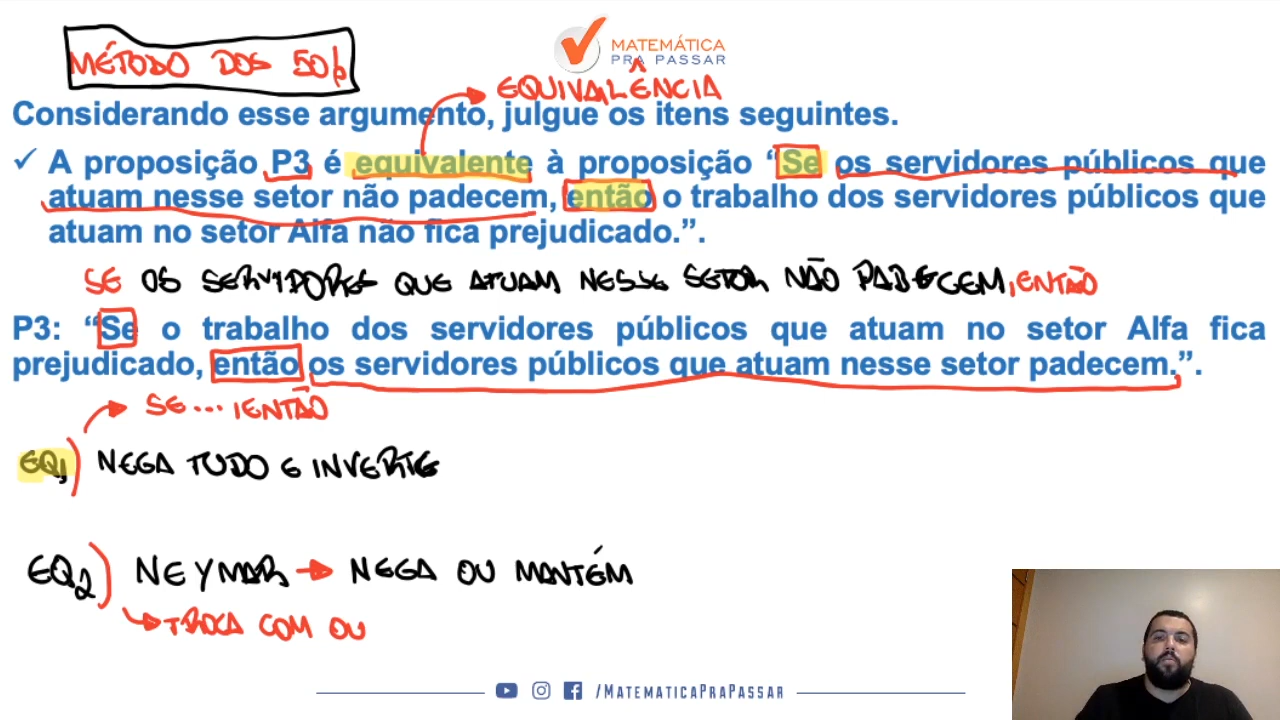 MÉTODO DOS 50/
MATEMÁTICA
PRA PASSAR
EQUIVALÊNCIA
Considerando esse argumento, julgue os itens seguintes.
✓ A proposição P3 é equivalente à proposição “Se os servidores públicos que
atuam nesse setor não padecem, então o trabalho dos servidores públicos que
atuam no setor Alfa não fica prejudicado.”.
SE OS SERVIDORES QUE ATUAM NESSE SETOR NÃO PADECEM, ENTÃO
P3: “Se o trabalho dos servidores públicos que atuam no setor Alfa fica
prejudicado, então os servidores públicos que atuam nesse setor padecem.”.
SE... ,ENTÃO
EQ1) NEGA TUDO E INVERTE
EQ2) NEYMAR → NEGA OU MANTÉM
TROCA COM OU
/MATEMATICAPRAPASSAR